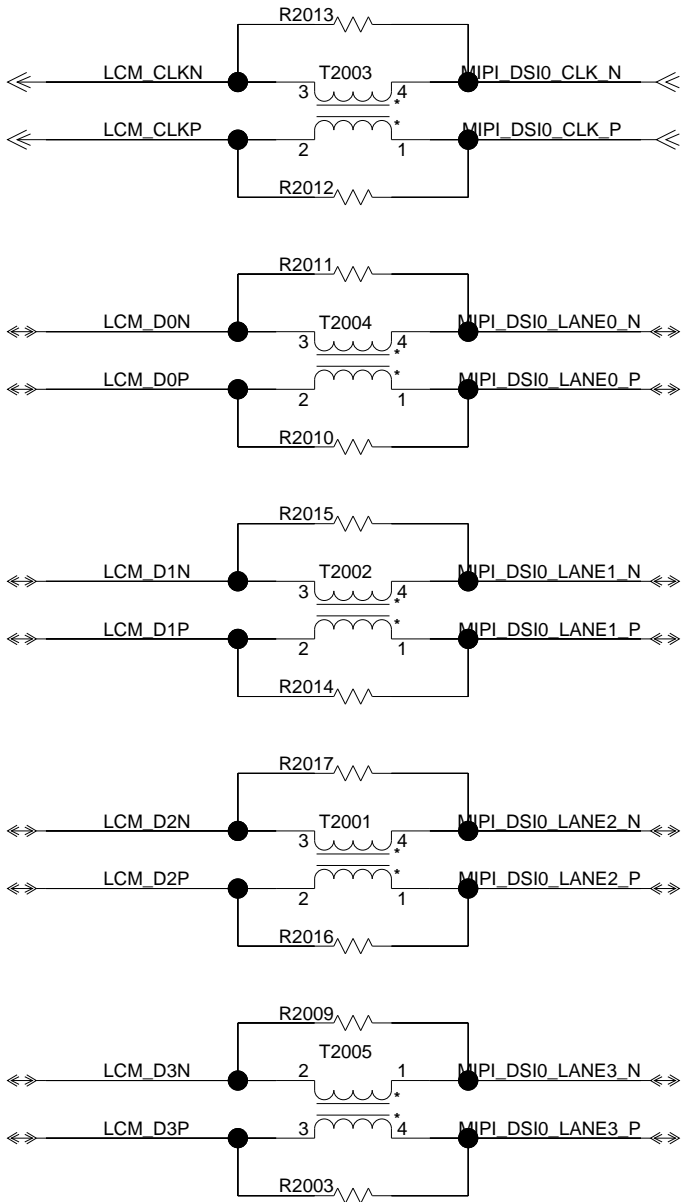 R2013
LCM_CLKN T2003 MIPI_DSI0_CLK_N
3 4
*
*
LCM_CLKP MIPI_DSI0_CLK_P
2 1
R2012
R2011
LCM_D0N T2004 MIPI_DSI0_LANE0_N
3 4
*
*
LCM_D0P MIPI_DSI0_LANE0_P
2 1
R2010
R2015
LCM_D1N T2002 MIPI_DSI0_LANE1_N
3 4
*
*
LCM_D1P MIPI_DSI0_LANE1_P
2 1
R2014
R2017
LCM_D2N T2001 MIPI_DSI0_LANE2_N
3 4
*
*
LCM_D2P MIPI_DSI0_LANE2_P
2 1
R2016
R2009
T2005
LCM_D3N 2 1 MIPI_DSI0_LANE3_N
*
*
LCM_D3P 3 4 MIPI_DSI0_LANE3_P
R2003